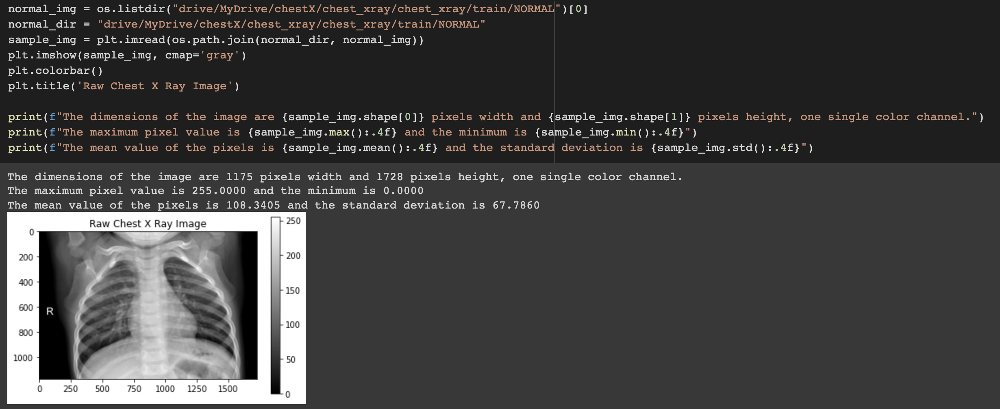 normal_img = os.listdir("drive/MyDrive/chestX/chest_xray/chest_xray/train/NORMAL")[0]
normal_dir = "drive/MyDrive/chestX/chest_xray/chest_xray/train/NORMAL"
sample_img = plt.imread(os.path.join(normal_dir, normal_img))
plt.imshow(sample_img, cmap='gray')
plt.colorbar()
plt.title('Raw Chest X Ray Image')
print(f"The dimensions of the image are {sample_img.shape[0]} pixels width and {sample_img.shape[1]} pixels height, one single color channel.")
print(f"The maximum pixel value is {sample_img.max():.4f} and the minimum is {sample_img.min():.4f}")
print(f"The mean value of the pixels is {sample_img.mean():.4f} and the standard deviation is {sample_img.std():.4f}")
The dimensions of the image are 1175 pixels width and 1728 pixels height, one single color channel.
The maximum pixel value is 255.0000 and the minimum is 0.0000
The mean value of the pixels is 108.3405 and the standard deviation is 67.7860
Raw Chest X Ray Image
0
200
400
600
800
1000
R
0 250 500 750 1000 1250 1500
250
200
150
100
50
0